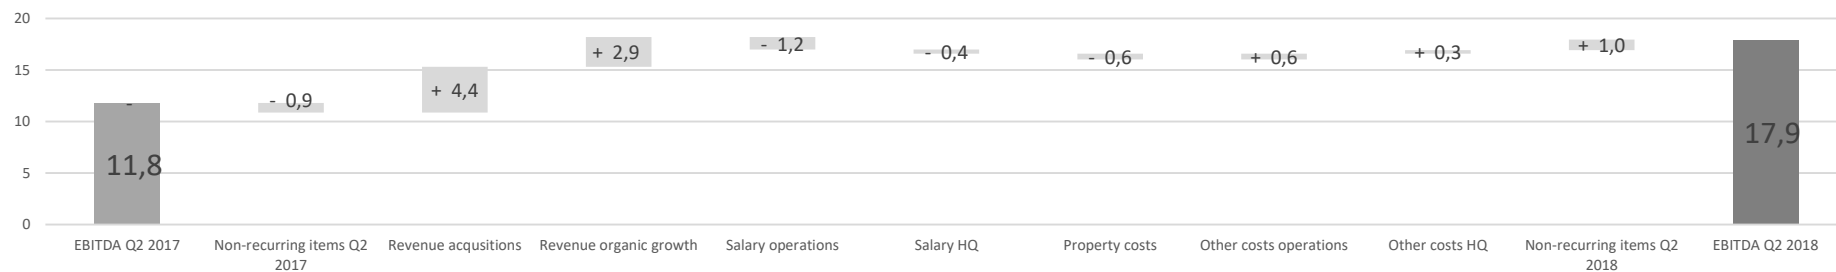 20
15
10
5
0
-
11,8
- 0,9
+ 4,4
+ 2,9
- 1,2
- 0,4
- 0,6
+ 0,6
+ 0,3
+ 1,0
17,9
EBITDA Q2 2017
Non-recurring items Q2
2017
Revenue acqusitions
Revenue organic growth
Salary operations
Salary HQ
Property costs
Other costs operations
Other costs HQ
Non-recurring items Q2
2018
EBITDA Q2 2018